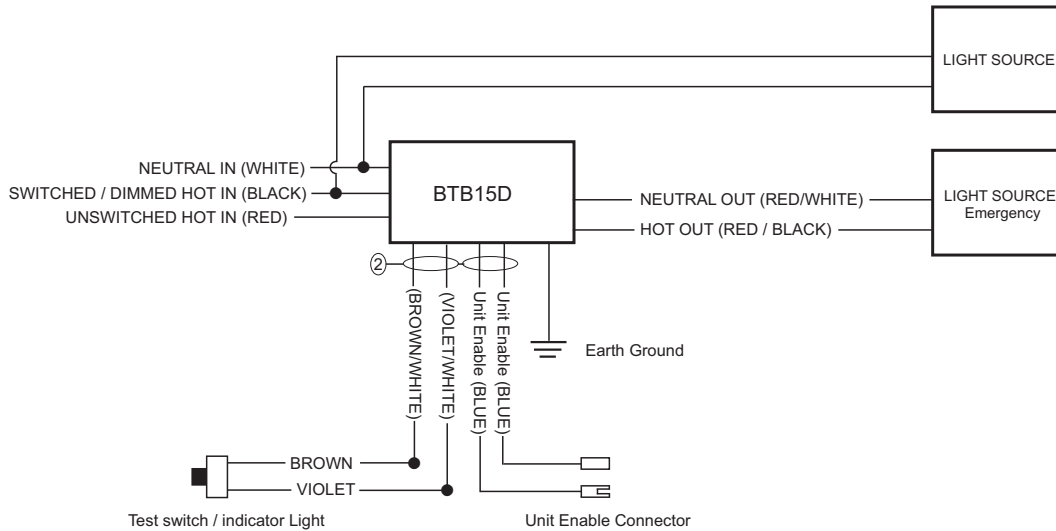 LIGHT SOURCE
NEUTRAL IN (WHITE)
SWITCHED / DIMMED HOT IN (BLACK)
UNSWITCHED HOT IN (RED)
BTB15D
NEUTRAL OUT (RED/WHITE)
HOT OUT (RED / BLACK)
LIGHT SOURCE
Emergency
2
(BROWN/WHITE)
(VIOLET/WHITE)
Unit Enable (BLUE)
Unit Enable (BLUE)
Earth Ground
BROWN
VIOLET
Test switch / indicator Light
Unit Enable Connector